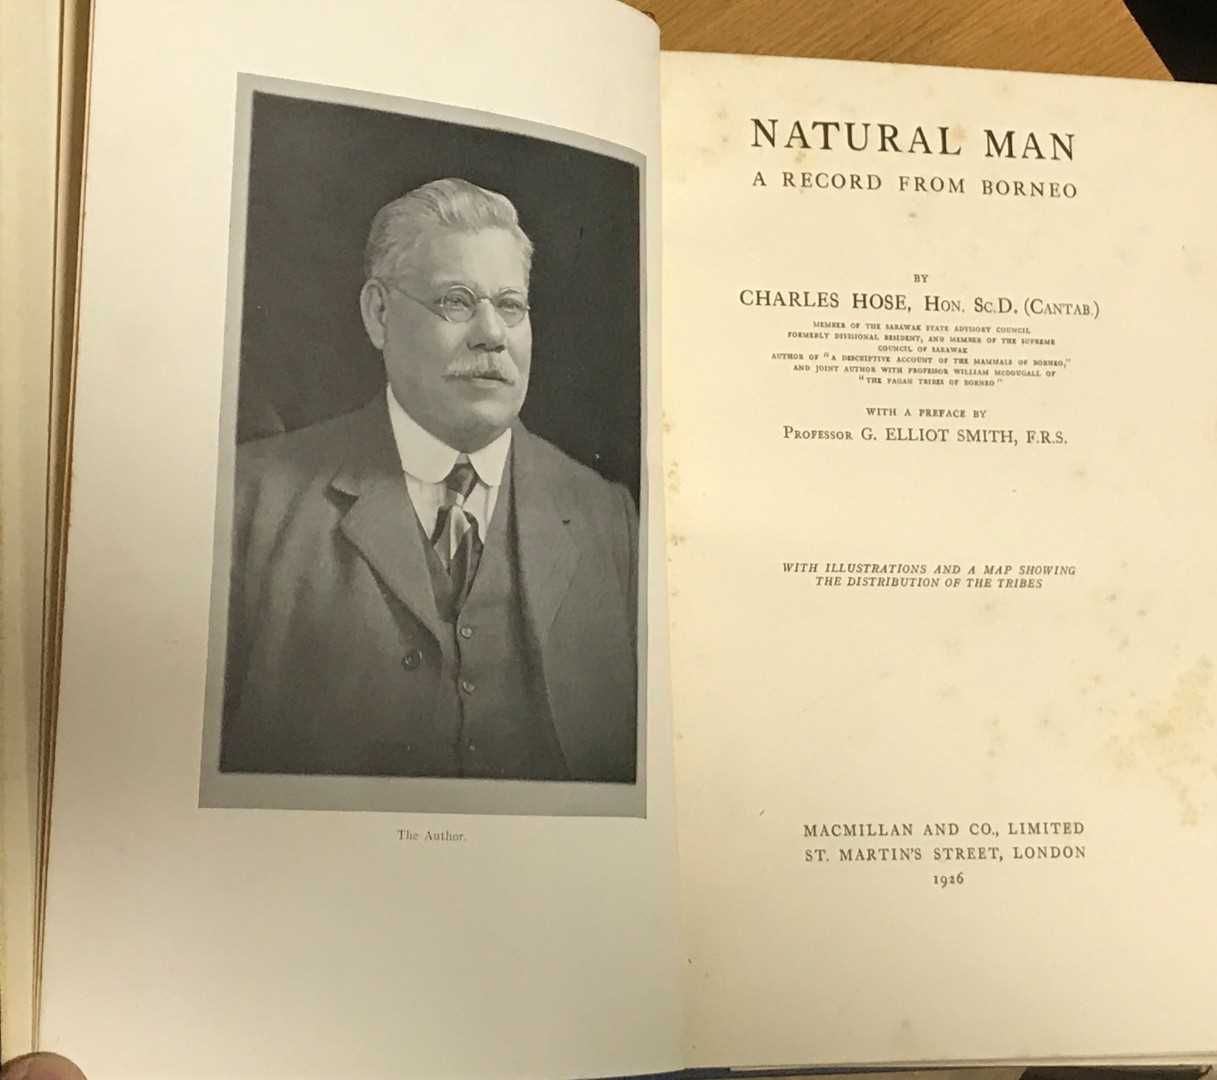 The Author.
NATURAL MAN
A RECORD FROM BORNEO
BY
CHARLES HOSE, HON. SC.D. (CANTAB.)
MEMBER OF THE SARAWAK STATE ADVISORY COUNCIL
FORMERLY DIVISIONAL RESIDENT, AND MEMBER OF THE SUPREME
COUNCIL OF SARAWAK
AUTHOR OF "A DESCRIPTIVE ACCOUNT OF THE MAMMALS OF BORNEO,"
AND JOINT AUTHOR WITH PROFESSOR WILLIAM MCDOUGALL OF
"THE PAGAN TRIBES OF BORNEO"
WITH A PREFACE BY
PROFESSOR G. ELLIOT SMITH, F.R.S.
WITH ILLUSTRATIONS AND A MAP SHOWING
THE DISTRIBUTION OF THE TRIBES
MACMILLAN AND CO., LIMITED
ST. MARTIN'S STREET, LONDON
1926